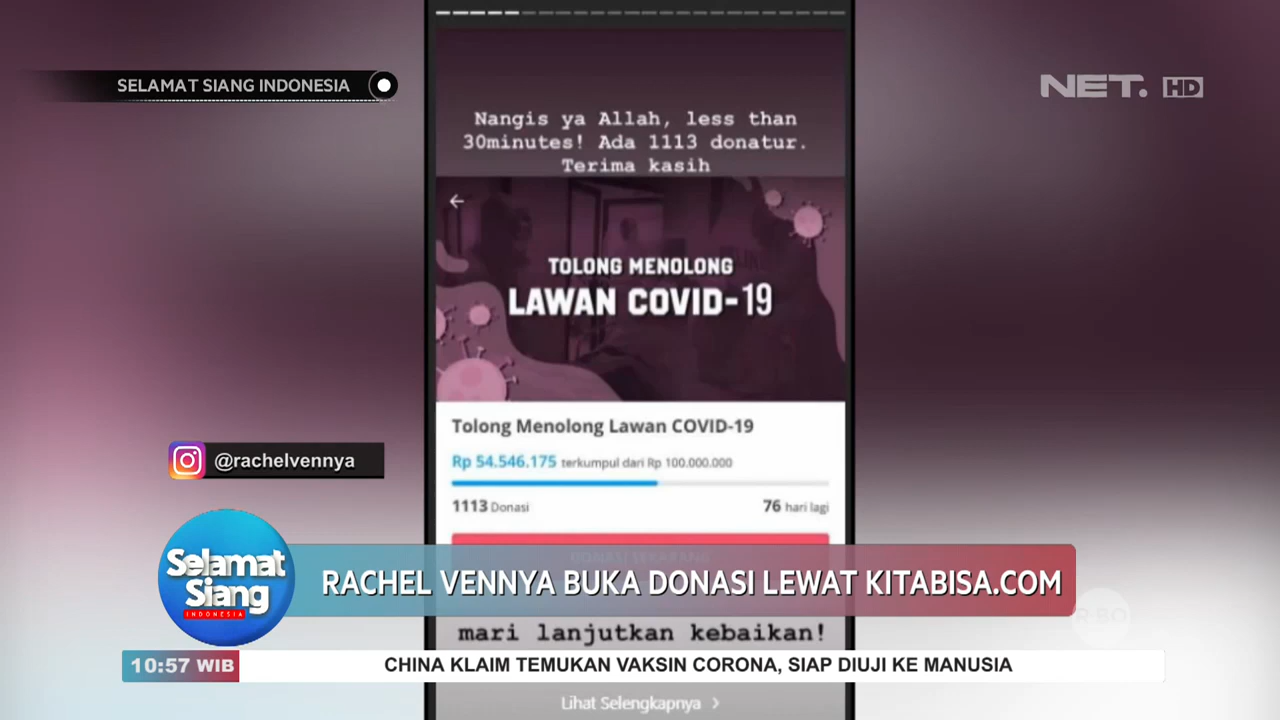 SELAMAT SIANG INDONESIA
NET. HD
Nangis ya Allah, less than
30minutes! Ada 1113 donatur.
Terima kasih
TOLONG MENOLONG
LAWAN COVID-19
Tolong Menolong Lawan COVID-19
Rp 54.546.175 terkumpul dari Rp 100.000.000
1113 Donasi
76 hari lagi
@rachelvennya
DONASI SEKARANG
Selamat
Siang
INDONESIA
RACHEL VENNYA BUKA DONASI LEWAT KITABISA.COM
mari lanjutkan kebaikan!
10:57 WIB
CHINA KLAIM TEMUKAN VAKSIN CORONA, SIAP DIUJI KE MANUSIA
Lihat Selengkapnya